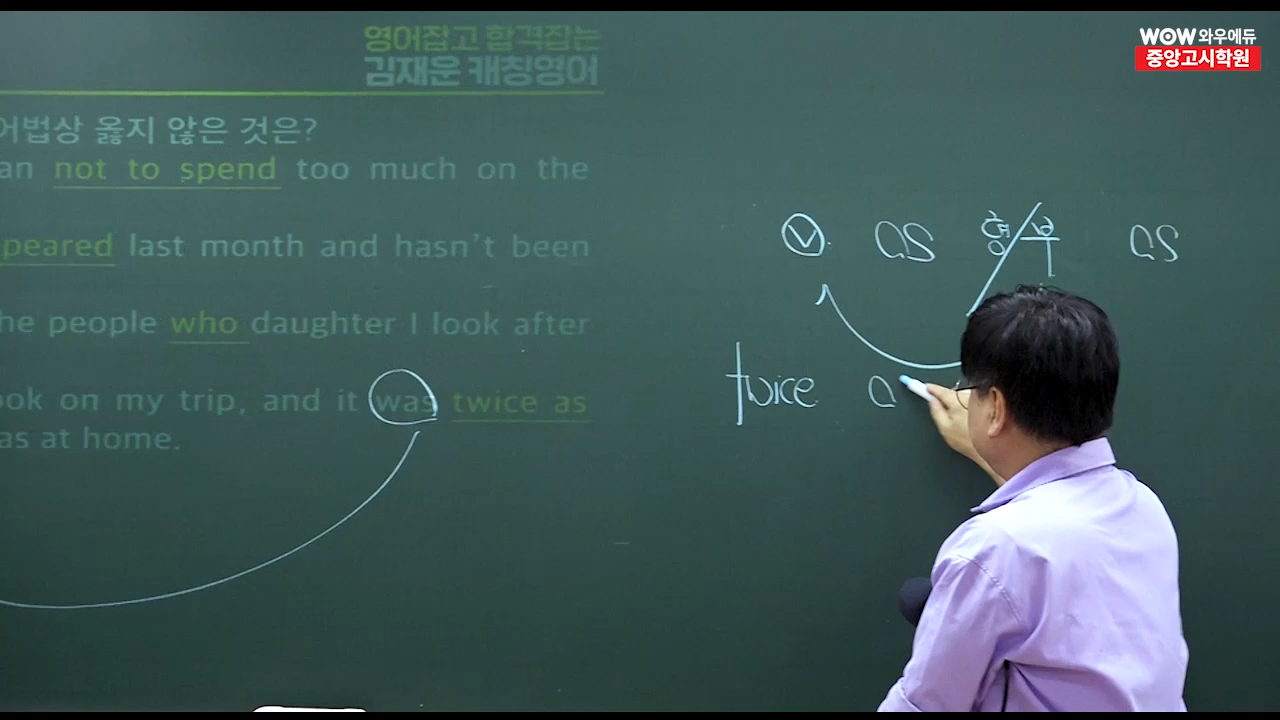 영어잡고 합격잡는
김재운 캐칭영어
WOW 와우에듀
중앙고시학원
어법상 옳지 않은 것은?
an not to spend too much on the
peared last month and hasn't been
he people who daughter I look after
ook on my trip, and it was twice as
as at home.
V as 형/부 as
twice a